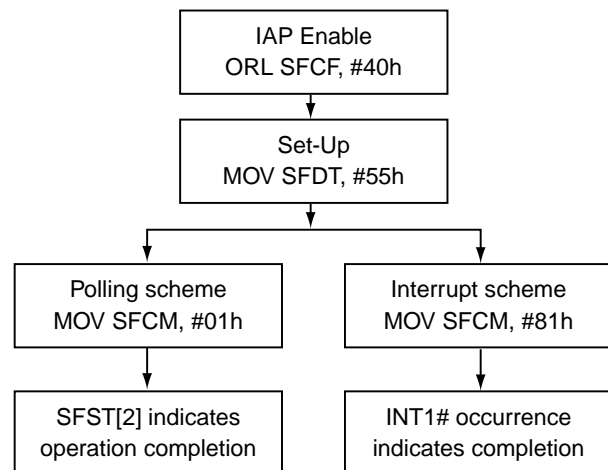 IAP Enable
ORL SFCF, #40h
Set-Up
MOV SFDT, #55h
Polling scheme
MOV SFCM, #01h
Interrupt scheme
MOV SFCM, #81h
SFST[2] indicates
operation completion
INT1# occurrence
indicates completion